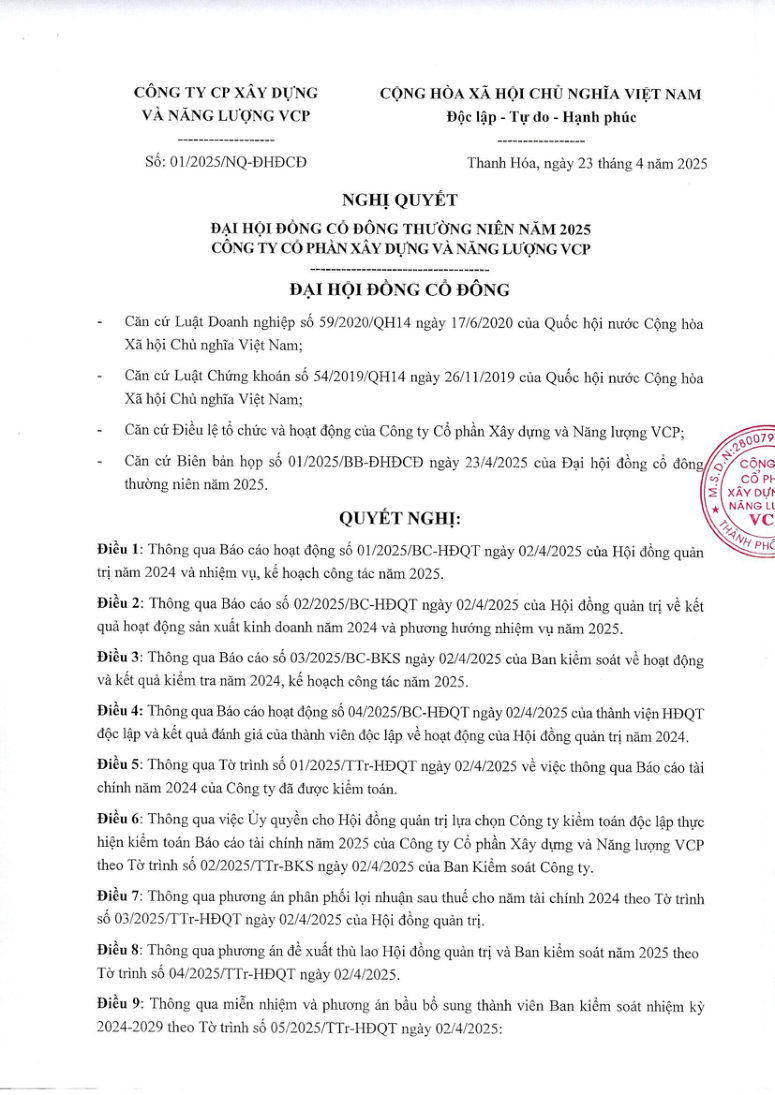 CÔNG TY CP XÂY DỰNG
VÀ NĂNG LƯỢNG VCP
-------------------
Số: 01/2025/NQ-ĐHĐCĐ
CỘNG HÒA XÃ HỘI CHỦ NGHĨA VIỆT NAM
Độc lập - Tự do - Hạnh phúc
-----------------
Thanh Hóa, ngày 23 tháng 4 năm 2025
NGHỊ QUYẾT
ĐẠI HỘI ĐỒNG CỔ ĐÔNG THƯỜNG NIÊN NĂM 2025
CÔNG TY CỔ PHẦN XÂY DỰNG VÀ NĂNG LƯỢNG VCP
-----------------------------------
ĐẠI HỘI ĐỒNG CỔ ĐÔNG
- Căn cứ Luật Doanh nghiệp số 59/2020/QH14 ngày 17/6/2020 của Quốc hội nước Cộng hòa
Xã hội Chủ nghĩa Việt Nam;
- Căn cứ Luật Chứng khoán số 54/2019/QH14 ngày 26/11/2019 của Quốc hội nước Cộng hòa
Xã hội Chủ nghĩa Việt Nam;
- Căn cứ Điều lệ tổ chức và hoạt động của Công ty Cổ phần Xây dựng và Năng lượng VCP;
- Căn cứ Biên bản họp số 01/2025/BB-ĐHĐCĐ ngày 23/4/2025 của Đại hội đồng cổ đông
thường niên năm 2025.
M.S.D.N:280079
CÔNG
CỔ PH
XÂY DỰN
NĂNG LƯ
VC
★ THÀNH PHỐ
QUYẾT NGHỊ:
Điều 1: Thông qua Báo cáo hoạt động số 01/2025/BC-HĐQT ngày 02/4/2025 của Hội đồng quản
trị năm 2024 và nhiệm vụ, kế hoạch công tác năm 2025.
Điều 2: Thông qua Báo cáo số 02/2025/BC-HĐQT ngày 02/4/2025 của Hội đồng quản trị về kết
quả hoạt động sản xuất kinh doanh năm 2024 và phương hướng nhiệm vụ năm 2025.
Điều 3: Thông qua Báo cáo số 03/2025/BC-BKS ngày 02/4/2025 của Ban kiểm soát về hoạt động
và kết quả kiểm tra năm 2024, kế hoạch công tác năm 2025.
Điều 4: Thông qua Báo cáo hoạt động số 04/2025/BC-HĐQT ngày 02/4/2025 của thành viện HĐQT
độc lập và kết quả đánh giá của thành viên độc lập về hoạt động của Hội đồng quản trị năm 2024.
Điều 5: Thông qua Tờ trình số 01/2025/TTr-HĐQT ngày 02/4/2025 về việc thông qua Báo cáo tài
chính năm 2024 của Công ty đã được kiểm toán.
Điều 6: Thông qua việc Ủy quyền cho Hội đồng quản trị lựa chọn Công ty kiểm toán độc lập thực
hiện kiểm toán Báo cáo tài chính năm 2025 của Công ty Cổ phần Xây dựng và Năng lượng VCP
theo Tờ trình số 02/2025/TTr-BKS ngày 02/4/2025 của Ban Kiểm soát Công ty.
Điều 7: Thông qua phương án phân phối lợi nhuận sau thuế cho năm tài chính 2024 theo Tờ trình
số 03/2025/TTr-HĐQT ngày 02/4/2025 của Hội đồng quản trị.
Điều 8: Thông qua phương án đề xuất thù lao Hội đồng quản trị và Ban kiểm soát năm 2025 theo
Tờ trình số 04/2025/TTr-HĐQT ngày 02/4/2025.
Điều 9: Thông qua miễn nhiệm và phương án bầu bổ sung thành viên Ban kiểm soát nhiệm kỳ
2024-2029 theo Tờ trình số 05/2025/TTr-HĐQT ngày 02/4/2025: